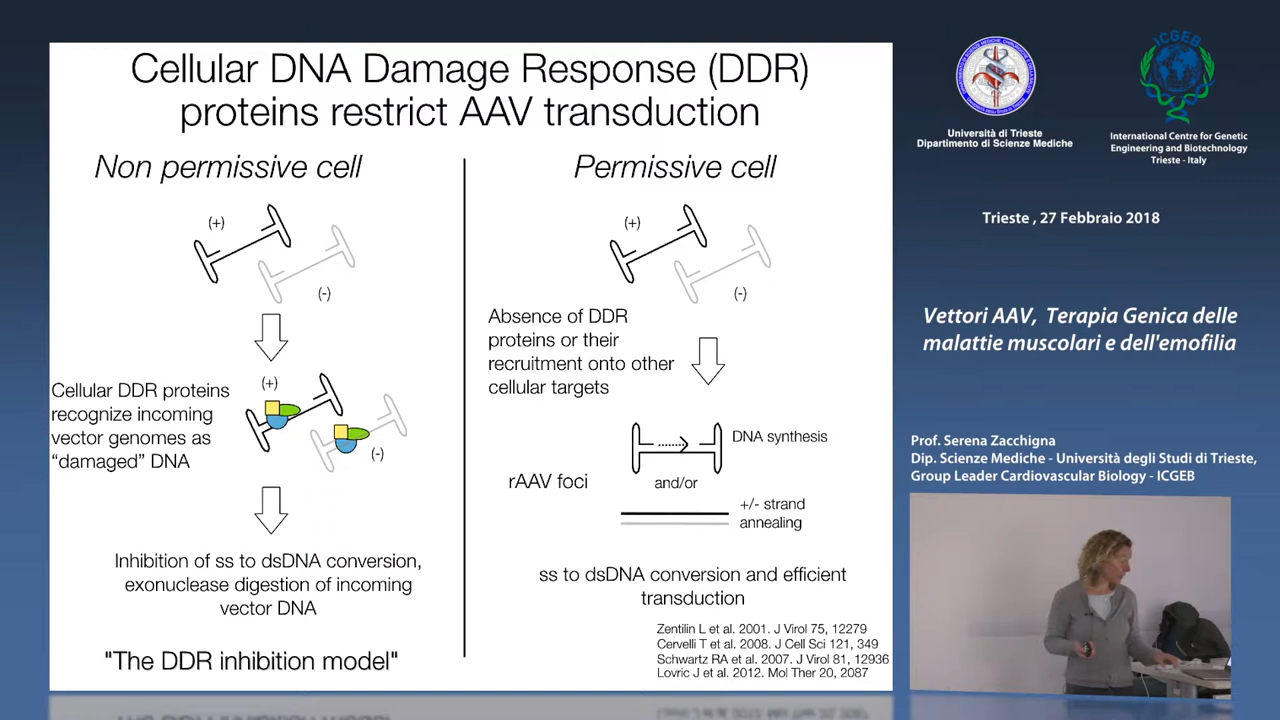 Cellular DNA Damage Response (DDR)
proteins restrict AAV transduction
Non permissive cell
(+)
(-)
Cellular DDR proteins
recognize incoming
vector genomes as
“damaged” DNA
(+)
(-)
Inhibition of ss to dsDNA conversion,
exonuclease digestion of incoming
vector DNA
"The DDR inhibition model"
Permissive cell
(+)
(-)
Absence of DDR
proteins or their
recruitment onto other
cellular targets
DNA synthesis
rAAV foci
and/or
+/- strand
annealing
ss to dsDNA conversion and efficient
transduction
Zentilin L et al. 2001. J Virol 75, 12279
Cervelli T et al. 2008. J Cell Sci 121, 349
Schwartz RA et al. 2007. J Virol 81, 12936
Lovric J et al. 2012. Mol Ther 20, 2087
Università di Trieste
Dipartimento di Scienze Mediche
ICGEB
International Centre for Genetic
Engineering and Biotechnology
Trieste - Italy
Trieste , 27 Febbraio 2018
Vettori AAV, Terapia Genica delle
malattie muscolari e dell'emofilia
Prof. Serena Zacchigna
Dip. Scienze Mediche - Università degli Studi di Trieste,
Group Leader Cardiovascular Biology - ICGEB